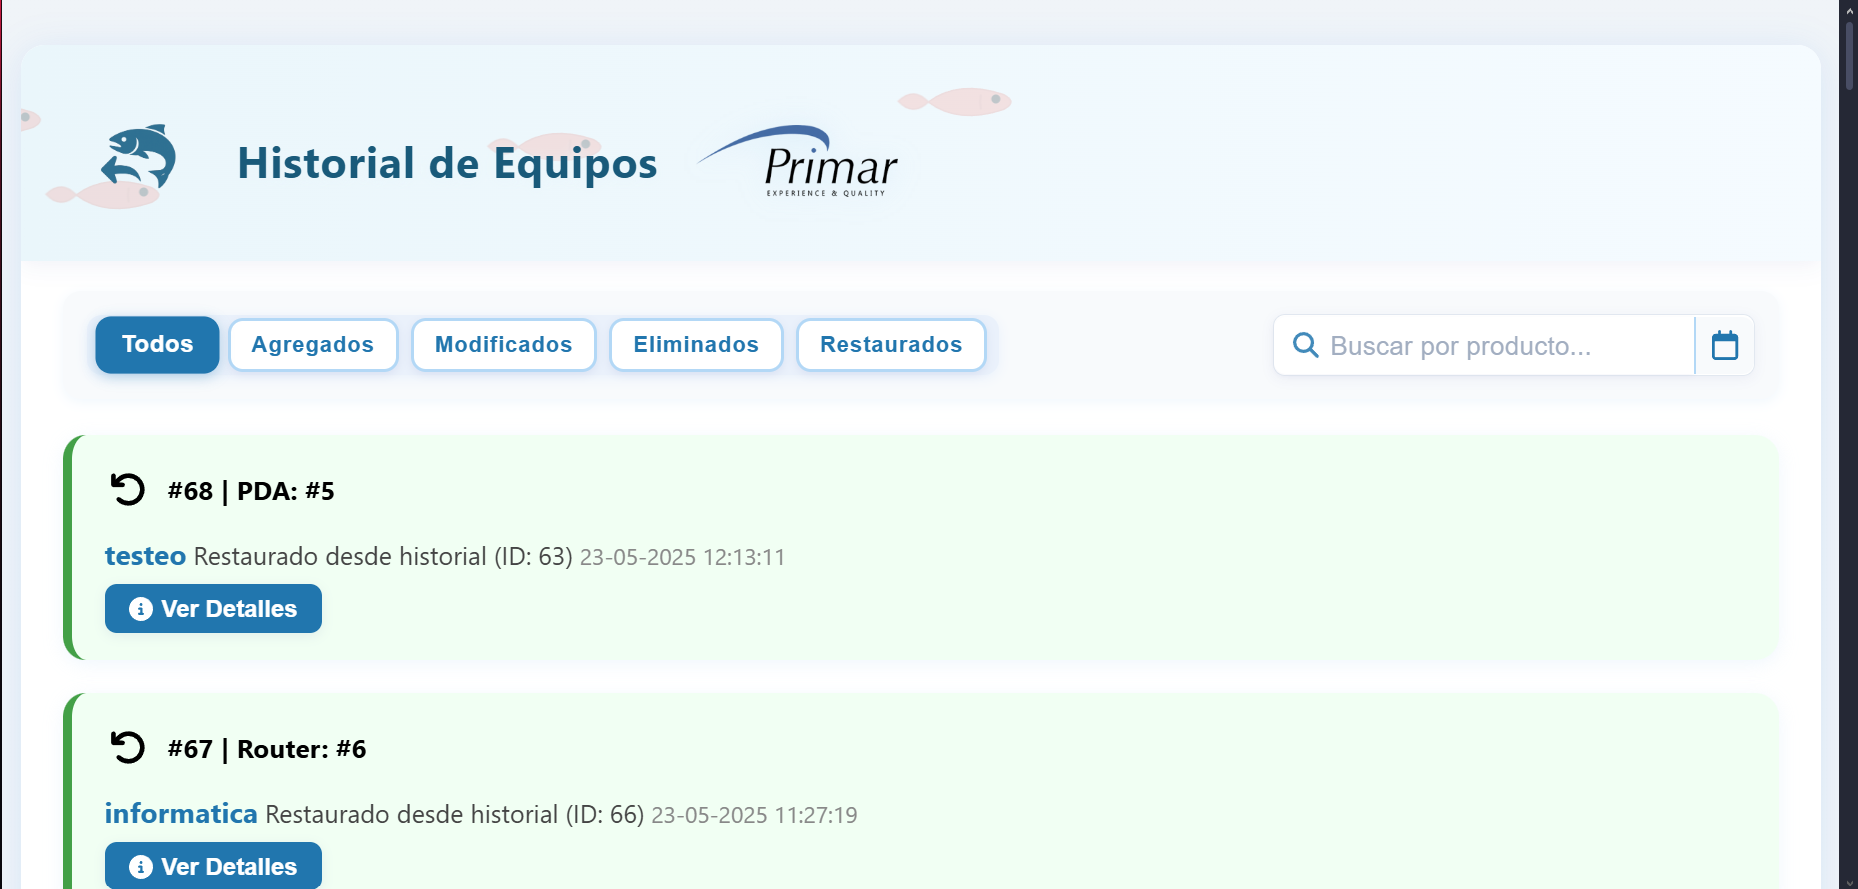 Historial de Equipos
Primar
EXPERIENCE & QUALITY
Todos
Agregados
Modificados
Eliminados
Restaurados
Buscar por producto...
#68 | PDA: #5
testeo Restaurado desde historial (ID: 63) 23-05-2025 12:13:11
Ver Detalles
#67 | Router: #6
informatica Restaurado desde historial (ID: 66) 23-05-2025 11:27:19
Ver Detalles